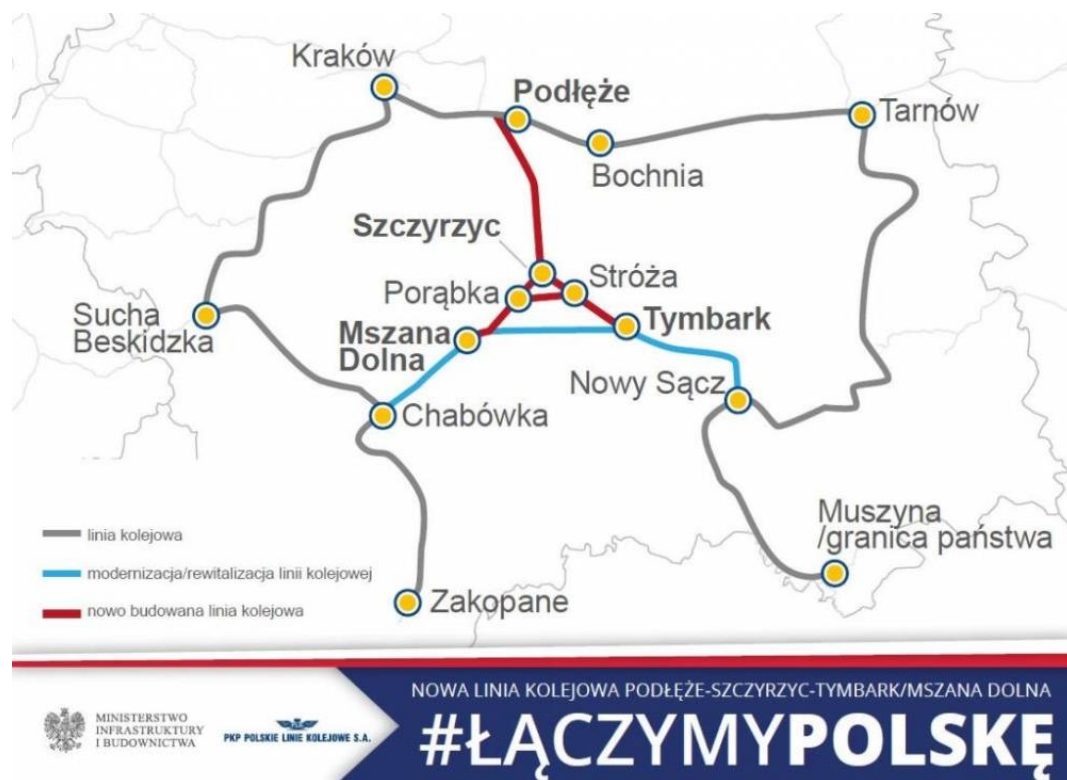 Kraków
Podłęże
Tarnów
Bochnia
Szczyrzyc
Stróża
Porąbka
Sucha
Beskidzka
Mszana
Dolna
Tymbark
Nowy Sącz
Chabówka
Muszyna
/granica państwa
linia kolejowa
modernizacja/rewitalizacja linii kolejowej
nowo budowana linia kolejowa
Zakopane
NOWA LINIA KOLEJOWA PODŁĘŻE-SZCZYRZYC-TYMBARK/MSZANA DOLNA
MINISTERSTWO
INFRASTRUKTURY
I BUDOWNICTWA
PKP POLSKIE LINIE KOLEJOWE S.A.
#ŁĄCZYMYPOLSKĘ